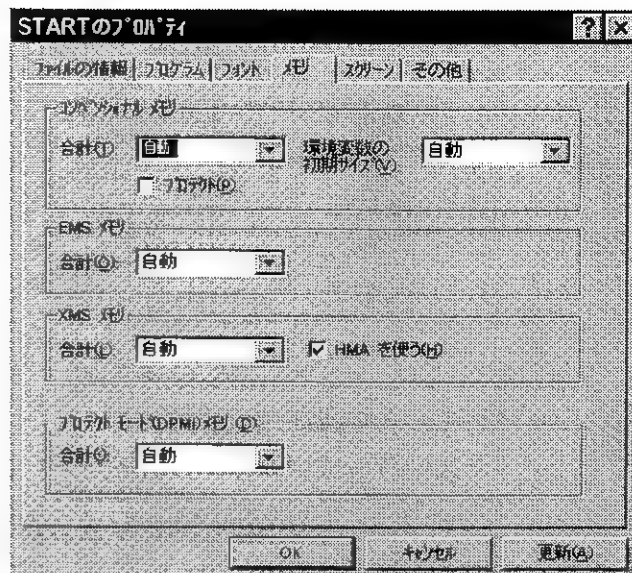 STARTのプロパティ
? ×
ファイルの情報 プログラム フォント メモリ スクリーン その他
コンベンショナル メモリ
合計(T): 自動 環境変数の初期サイズ(V): 自動
プロテクト(P)
EMS メモリ
合計(O): 自動
XMS メモリ
合計(L): 自動 HMA を使う(H)
プロテクト モード(DPMI)メモリ (D)
合計(I): 自動
OK キャンセル 更新(A)